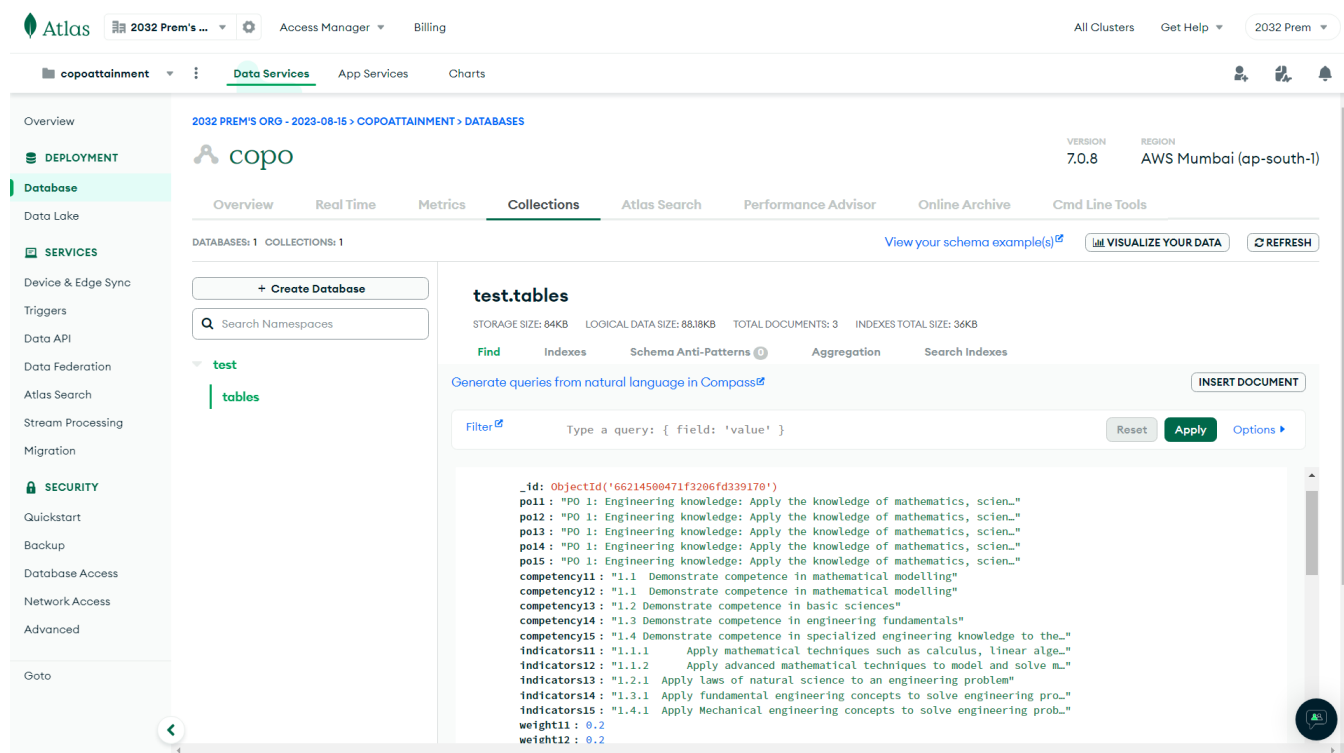 Atlas 2032 Prem's ... Access Manager Billing All Clusters Get Help 2032 Prem
copoattainment Data Services App Services Charts
Overview
DEPLOYMENT
Database
Data Lake
SERVICES
Device & Edge Sync
Triggers
Data API
Data Federation
Atlas Search
Stream Processing
Migration
SECURITY
Quickstart
Backup
Database Access
Network Access
Advanced
Goto
2032 PREM'S ORG - 2023-08-15 > COPOATTAINMENT > DATABASES
copo
VERSION REGION
7.0.8 AWS Mumbai (ap-south-1)
Overview Real Time Metrics Collections Atlas Search Performance Advisor Online Archive Cmd Line Tools
DATABASES: 1 COLLECTIONS: 1 View your schema example(s) VISUALIZE YOUR DATA REFRESH
+ Create Database
Search Namespaces
test
tables
test.tables
STORAGE SIZE: 84KB LOGICAL DATA SIZE: 88.18KB TOTAL DOCUMENTS: 3 INDEXES TOTAL SIZE: 36KB
Find Indexes Schema Anti-Patterns 0 Aggregation Search Indexes
Generate queries from natural language in Compass INSERT DOCUMENT
Filter Type a query: { field: 'value' } Reset Apply Options
_id: ObjectId('66214500471f3206fd339170')
po11 : "PO 1: Engineering knowledge: Apply the knowledge of mathematics, scien…"
po12 : "PO 1: Engineering knowledge: Apply the knowledge of mathematics, scien…"
po13 : "PO 1: Engineering knowledge: Apply the knowledge of mathematics, scien…"
po14 : "PO 1: Engineering knowledge: Apply the knowledge of mathematics, scien…"
po15 : "PO 1: Engineering knowledge: Apply the knowledge of mathematics, scien…"
competency11 : "1.1  Demonstrate competence in mathematical modelling"
competency12 : "1.1  Demonstrate competence in mathematical modelling"
competency13 : "1.2 Demonstrate competence in basic sciences"
competency14 : "1.3 Demonstrate competence in engineering fundamentals"
competency15 : "1.4 Demonstrate competence in specialized engineering knowledge to the…"
indicators11 : "1.1.1      Apply mathematical techniques such as calculus, linear alge…"
indicators12 : "1.1.2      Apply advanced mathematical techniques to model and solve m…"
indicators13 : "1.2.1  Apply laws of natural science to an engineering problem"
indicators14 : "1.3.1  Apply fundamental engineering concepts to solve engineering pro…"
indicators15 : "1.4.1  Apply Mechanical engineering concepts to solve engineering prob…"
weight11 : 0.2
weight12 : 0.2